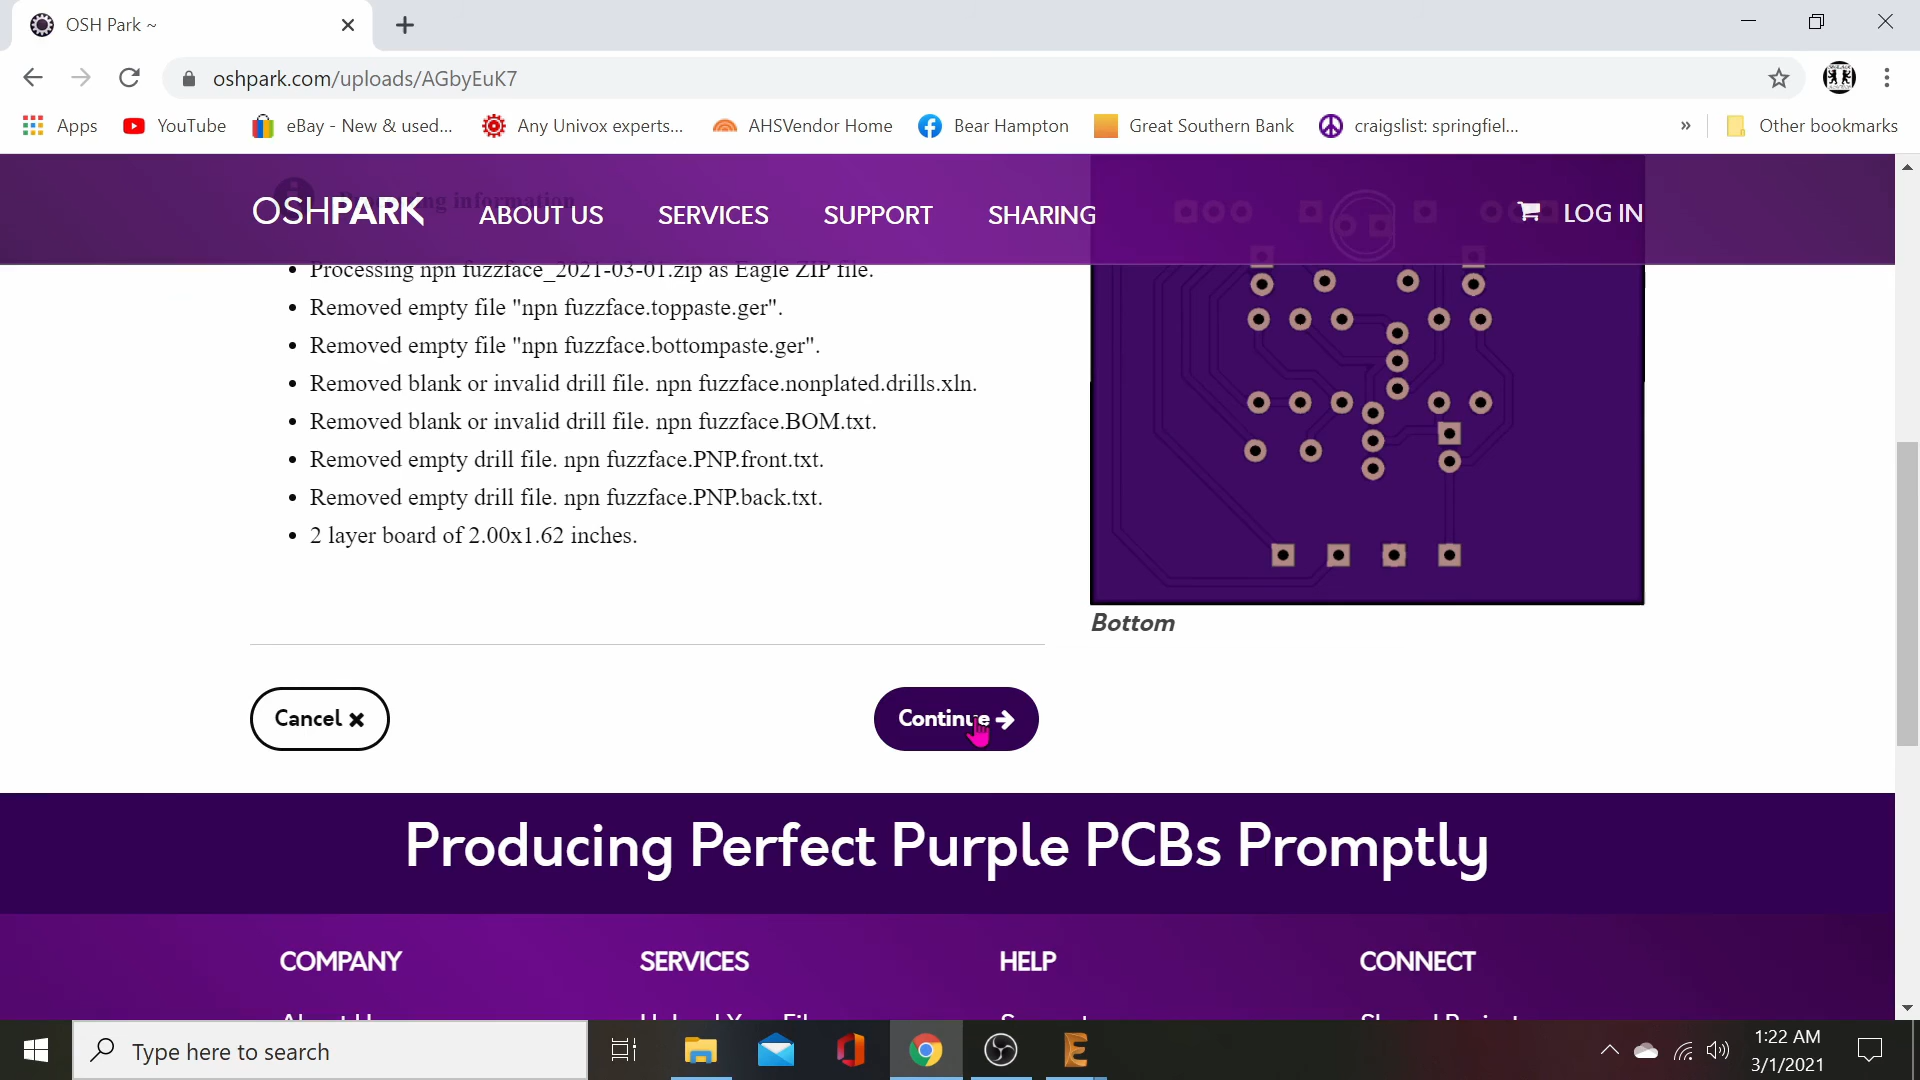 OSH Park ~
oshpark.com/uploads/AGbyEuK7
Apps
YouTube
eBay - New & used...
Any Univox experts...
AHSVendor Home
Bear Hampton
Great Southern Bank
craigslist: springfiel...
»
Other bookmarks
OSHPARK
ABOUT US
SERVICES
SUPPORT
SHARING
LOG IN
information
• Processing npn fuzzface_2021-03-01.zip as Eagle ZIP file.
• Removed empty file "npn fuzzface.toppaste.ger".
• Removed empty file "npn fuzzface.bottompaste.ger".
• Removed blank or invalid drill file. npn fuzzface.nonplated.drills.xln.
• Removed blank or invalid drill file. npn fuzzface.BOM.txt.
• Removed empty drill file. npn fuzzface.PNP.front.txt.
• Removed empty drill file. npn fuzzface.PNP.back.txt.
• 2 layer board of 2.00x1.62 inches.
Bottom
Cancel
Continue
Producing Perfect Purple PCBs Promptly
COMPANY
SERVICES
HELP
CONNECT
Type here to search
1:22 AM
3/1/2021